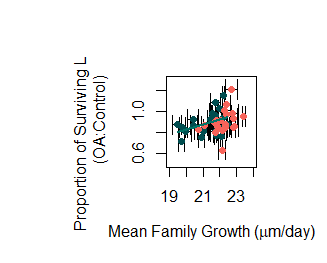 Proportion of Surviving L
(OA:Control)
1.0
0.6
19 21 23
Mean Family Growth (μm/day)